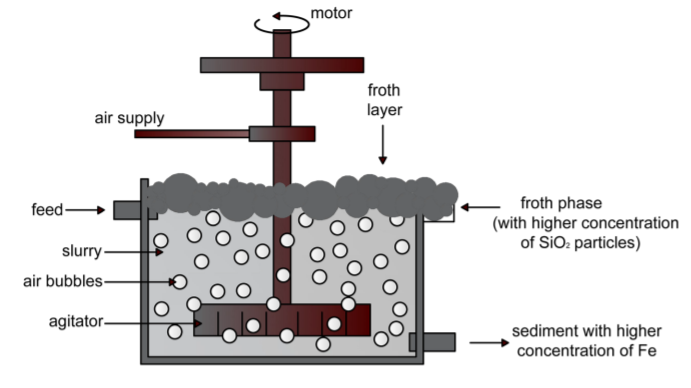 motor
froth
layer
air supply
feed
froth phase
(with higher concentration
of SiO₂ particles)
slurry
air bubbles
agitator
sediment with higher
concentration of Fe